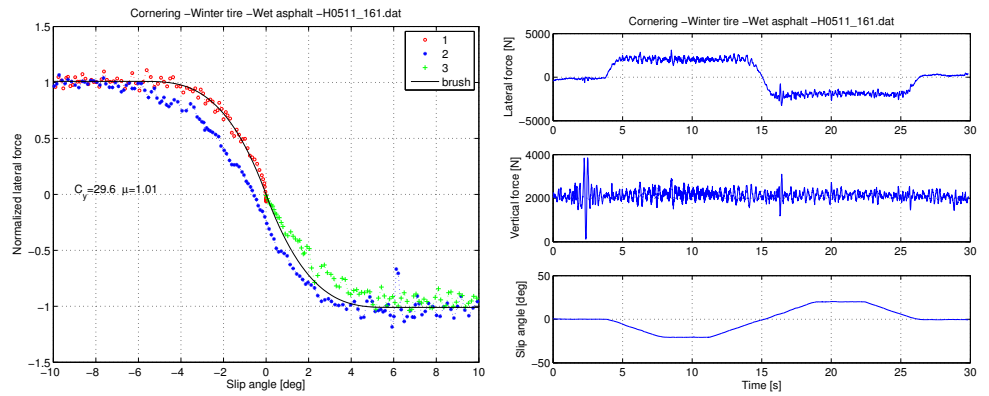 Cornering −Winter tire −Wet asphalt −H0511_161.dat
1.5
1
0.5
0
−0.5
−1
−1.5
Normalized lateral force
C_y=29.6 μ=1.01
1
2
3
brush
−10 −8 −6 −4 −2 0 2 4 6 8 10
Slip angle [deg]
Cornering −Winter tire −Wet asphalt −H0511_161.dat
5000
0
−5000
Lateral force [N]
0 5 10 15 20 25 30
4000
2000
0
Vertical force [N]
0 5 10 15 20 25 30
50
0
−50
Slip angle [deg]
0 5 10 15 20 25 30
Time [s]